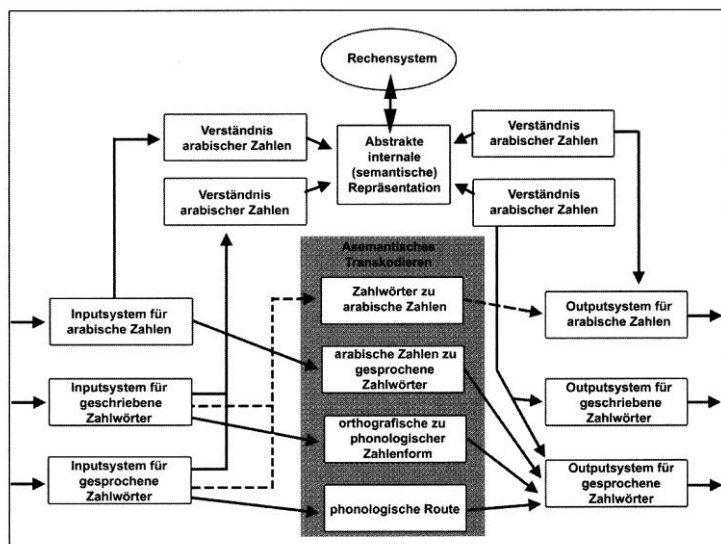 Rechensystem
Verständnis
arabischer Zahlen
Abstrakte
internale
(semantische)
Repräsentation
Verständnis
arabischer Zahlen
Verständnis
arabischer Zahlen
Verständnis
arabischer Zahlen
Asemantisches
Transkodieren
Inputsystem für
arabische Zahlen
Zahlwörter zu
arabische Zahlen
Outputsystem für
arabische Zahlen
arabische Zahlen zu
gesprochene
Zahlwörter
Inputsystem für
geschriebene
Zahlwörter
Outputsystem für
geschriebene
Zahlwörter
orthografische zu
phonologischer
Zahlenform
Inputsystem für
gesprochene
Zahlwörter
Outputsystem für
gesprochene
Zahlwörter
phonologische Route